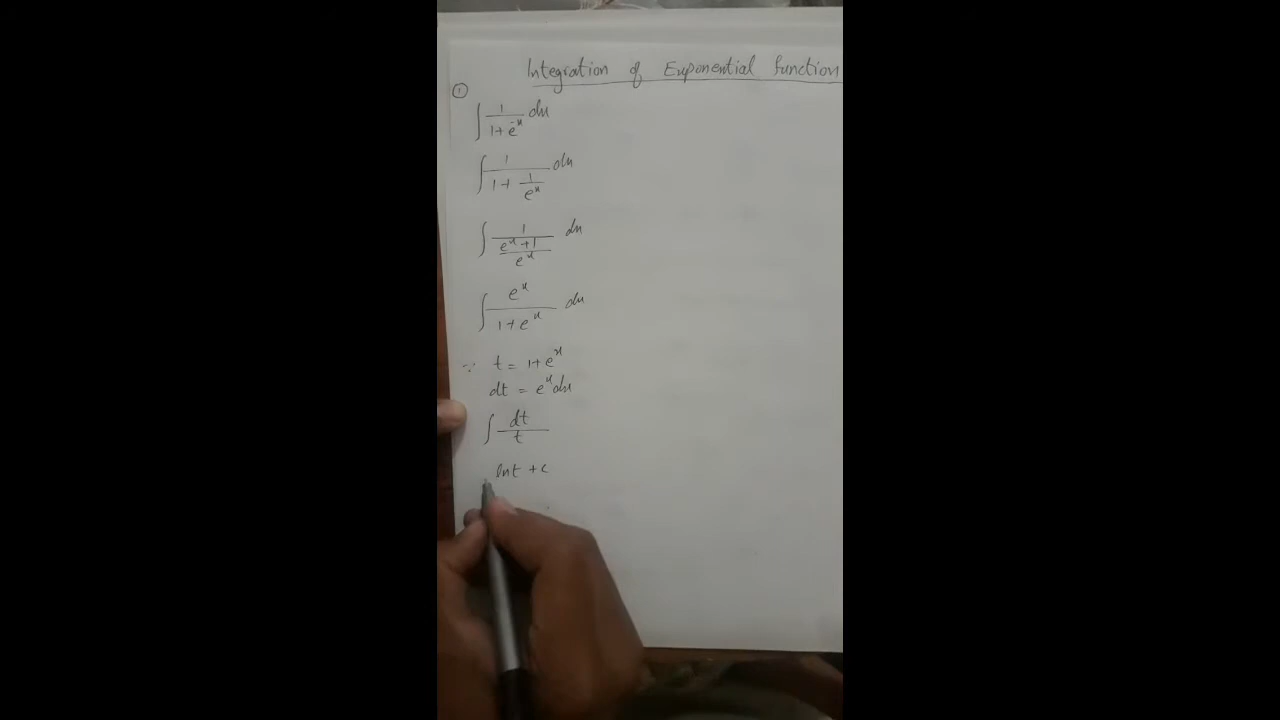 Integration of Exponential function
①
∫ 1/(1+e^-x) dx
∫ 1/(1+ 1/e^x) dx
∫ 1/((e^x+1)/e^x) dx
∫ e^x/(1+e^x) dx
∵ t = 1+e^x
dt = e^x dx
∫ dt/t
ln t + c